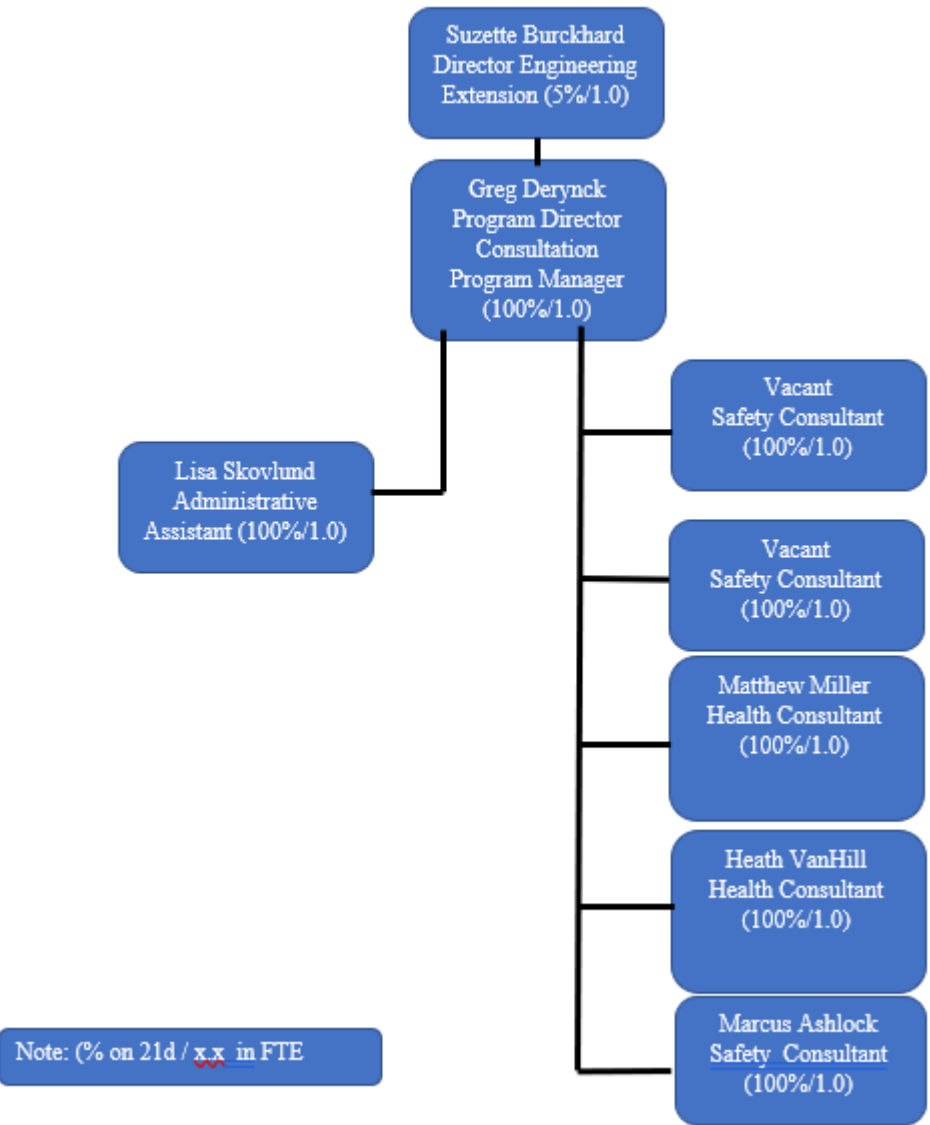 Suzette Burckhard
Director Engineering
Extension (5%/1.0)
Greg Derynck
Program Director
Consultation
Program Manager
(100%/1.0)
Lisa Skovlund
Administrative
Assistant (100%/1.0)
Vacant
Safety Consultant
(100%/1.0)
Vacant
Safety Consultant
(100%/1.0)
Matthew Miller
Health Consultant
(100%/1.0)
Heath VanHill
Health Consultant
(100%/1.0)
Marcus Ashlock
Safety Consultant
(100%/1.0)
Note: (% on 21d / x.x in FTE